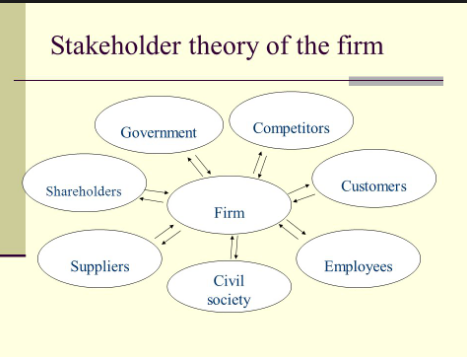 Stakeholder theory of the firm
Government
Competitors
Shareholders
Customers
Firm
Suppliers
Employees
Civil
society